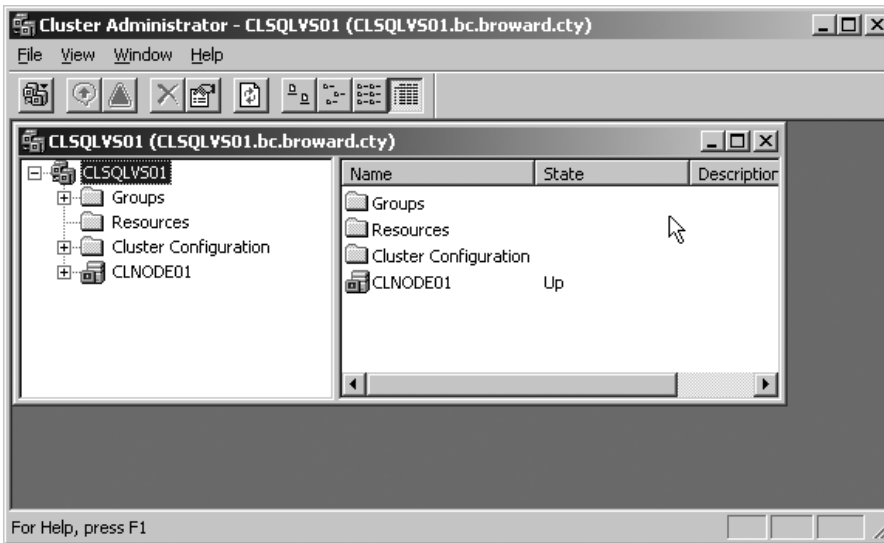 Cluster Administrator - CLSQLVS01 (CLSQLVS01.bc.broward.cty)
File View Window Help
CLSQLVS01 (CLSQLVS01.bc.broward.cty)
CLSQLVS01
Groups
Resources
Cluster Configuration
CLNODE01
Name State Description
Groups
Resources
Cluster Configuration
CLNODE01 Up
For Help, press F1